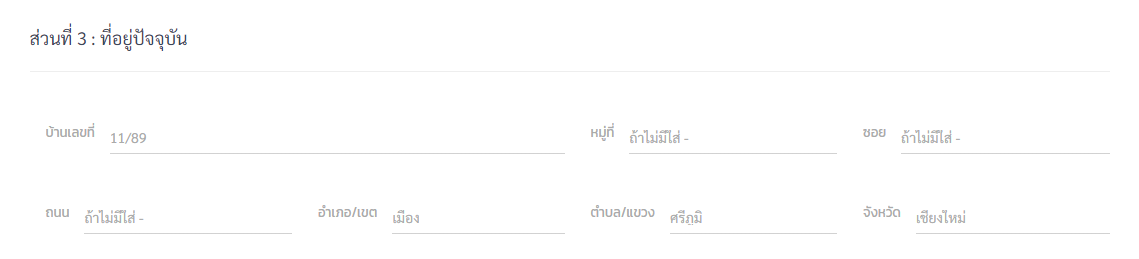 ส่วนที่ 3 : ที่อยู่ปัจจุบัน
บ้านเลขที่ 11/89 หมู่ที่ ถ้าไม่มีใส่ - ซอย ถ้าไม่มีใส่ -
ถนน ถ้าไม่มีใส่ - อำเภอ/เขต เมือง ตำบล/แขวง ศรีภูมิ จังหวัด เชียงใหม่